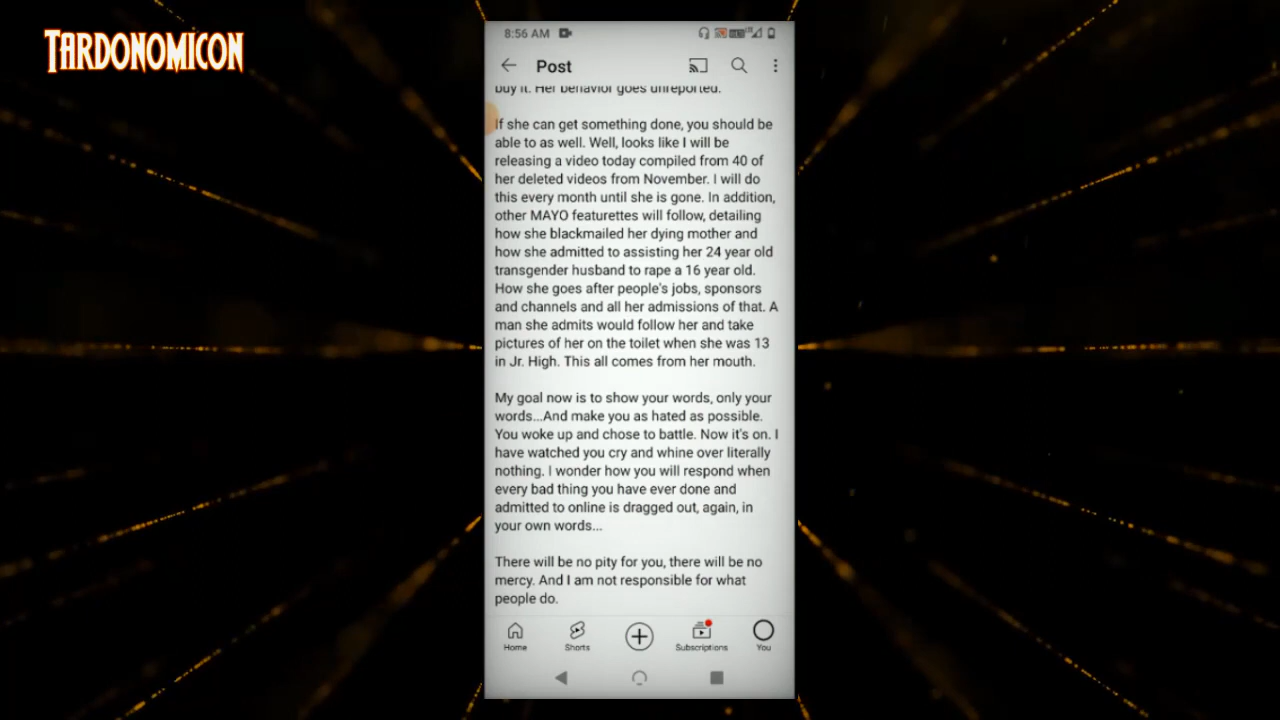 TARDONOMICON
8:56 AM
Post
buy it. Her behavior goes unreported.
If she can get something done, you should be
able to as well. Well, looks like I will be
releasing a video today compiled from 40 of
her deleted videos from November. I will do
this every month until she is gone. In addition,
other MAYO featurettes will follow, detailing
how she blackmailed her dying mother and
how she admitted to assisting her 24 year old
transgender husband to rape a 16 year old.
How she goes after people's jobs, sponsors
and channels and all her admissions of that. A
man she admits would follow her and take
pictures of her on the toilet when she was 13
in Jr. High. This all comes from her mouth.
My goal now is to show your words, only your
words...And make you as hated as possible.
You woke up and chose to battle. Now it's on. I
have watched you cry and whine over literally
nothing. I wonder how you will respond when
every bad thing you have ever done and
admitted to online is dragged out, again, in
your own words...
There will be no pity for you, there will be no
mercy. And I am not responsible for what
people do.
Home
Shorts
Subscriptions
You